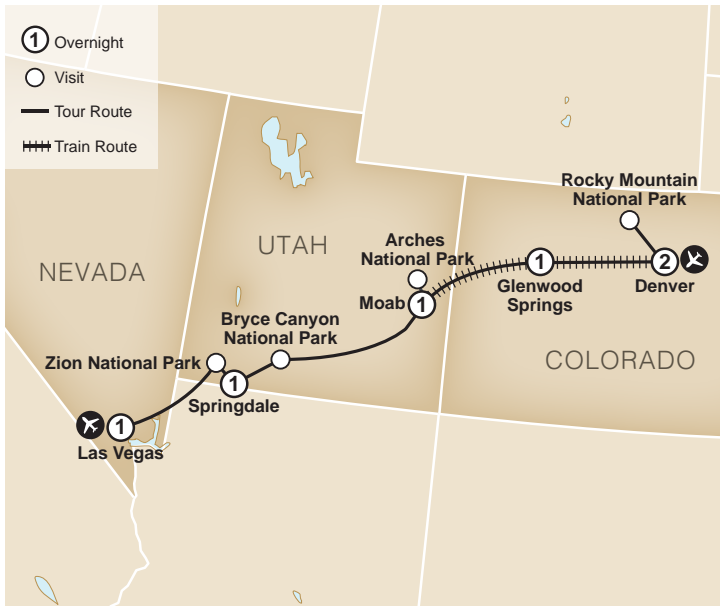 1 Overnight
Visit
Tour Route
Train Route
Rocky Mountain
National Park
UTAH
Arches
National Park
NEVADA
1
Glenwood
Springs
2
Denver
Moab
1
Bryce Canyon
National Park
Zion National Park
COLORADO
1
Springdale
1
Las Vegas